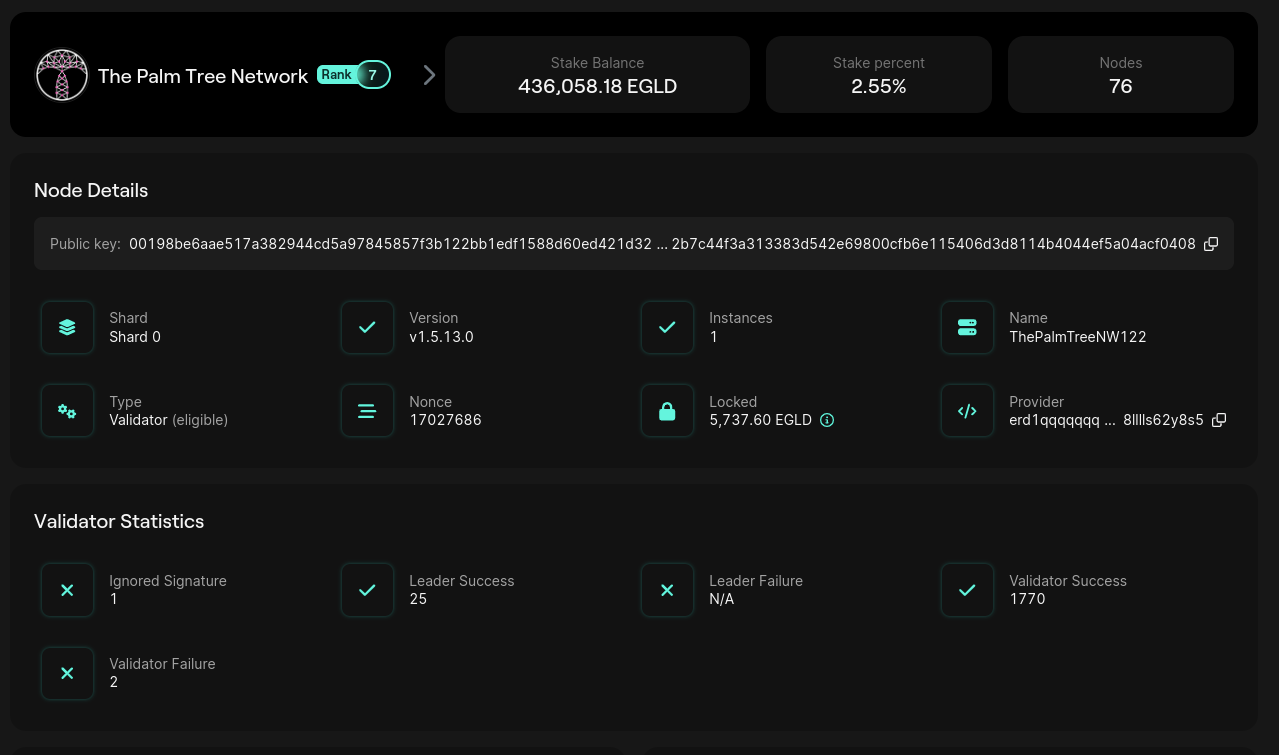 The Palm Tree Network Rank 7
Stake Balance
436,058.18 EGLD
Stake percent
2.55%
Nodes
76
Node Details
Public key: 00198be6aae517a382944cd5a97845857f3b122bb1edf1588d60ed421d32 ... 2b7c44f3a313383d542e69800cfb6e115406d3d8114b4044ef5a04acf0408
Shard
Shard 0
Version
v1.5.13.0
Instances
1
Name
ThePalmTreeNW122
Type
Validator (eligible)
Nonce
17027686
Locked
5,737.60 EGLD
Provider
erd1qqqqqqq ... 8lllls62y8s5
Validator Statistics
Ignored Signature
1
Leader Success
25
Leader Failure
N/A
Validator Success
1770
Validator Failure
2